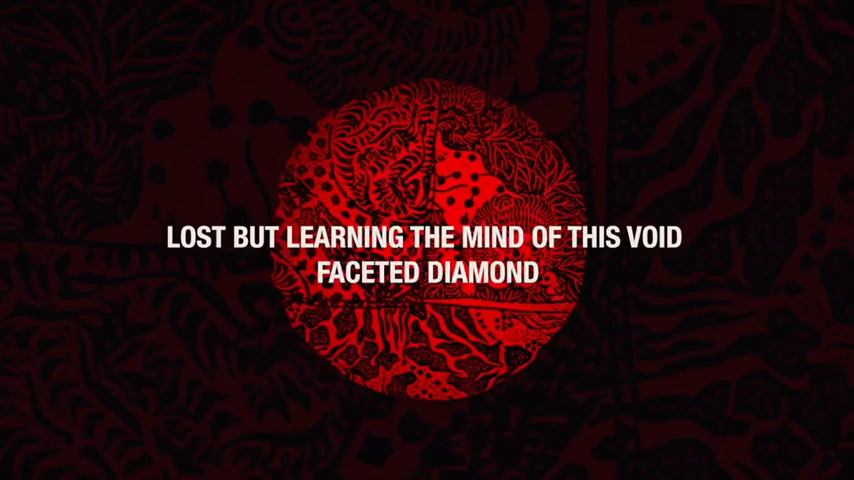 LOST BUT LEARNING THE MIND OF THIS VOID
FACETED DIAMOND